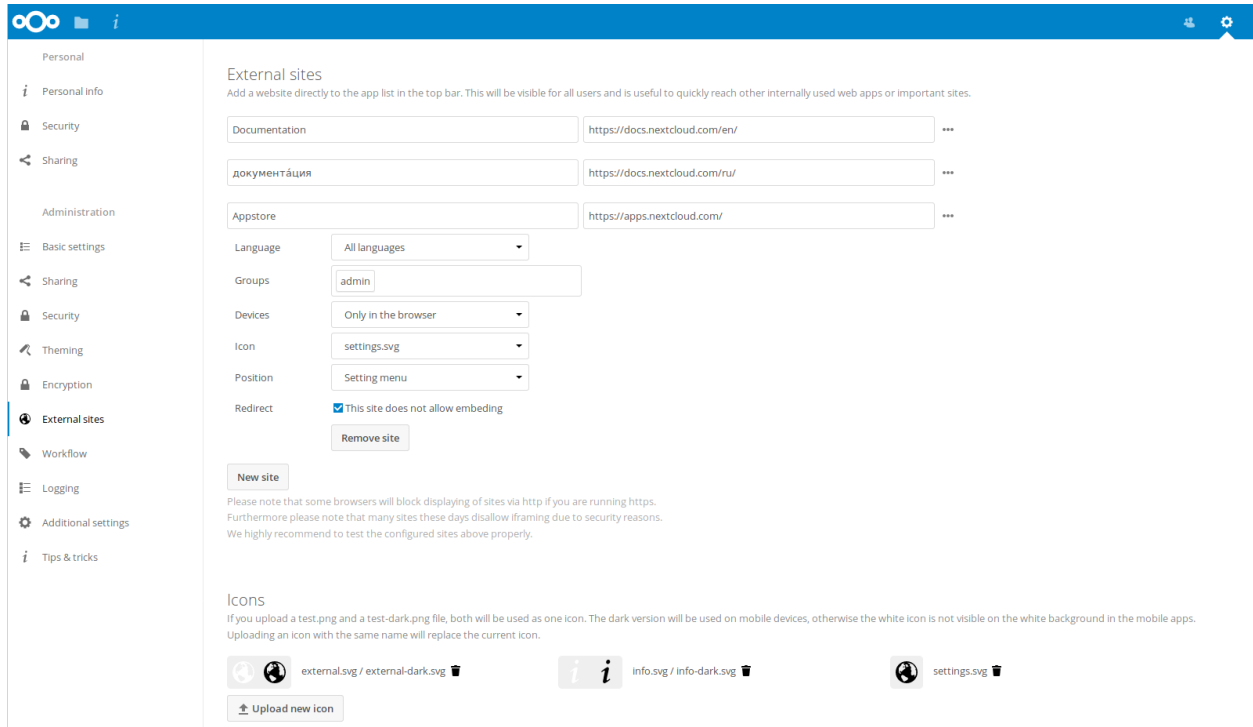 Personal
Personal info
Security
Sharing
Administration
Basic settings
Sharing
Security
Theming
Encryption
External sites
Workflow
Logging
Additional settings
Tips & tricks
External sites
Add a website directly to the app list in the top bar. This will be visible for all users and is useful to quickly reach other internally used web apps or important sites.
Documentation https://docs.nextcloud.com/en/
документа́ция https://docs.nextcloud.com/ru/
Appstore https://apps.nextcloud.com/
Language All languages
Groups admin
Devices Only in the browser
Icon settings.svg
Position Setting menu
Redirect This site does not allow embeding
Remove site
New site
Please note that some browsers will block displaying of sites via http if you are running https.
Furthermore please note that many sites these days disallow iframing due to security reasons.
We highly recommend to test the configured sites above properly.
Icons
If you upload a test.png and a test-dark.png file, both will be used as one icon. The dark version will be used on mobile devices, otherwise the white icon is not visible on the white background in the mobile apps.
Uploading an icon with the same name will replace the current icon.
external.svg / external-dark.svg info.svg / info-dark.svg settings.svg
Upload new icon